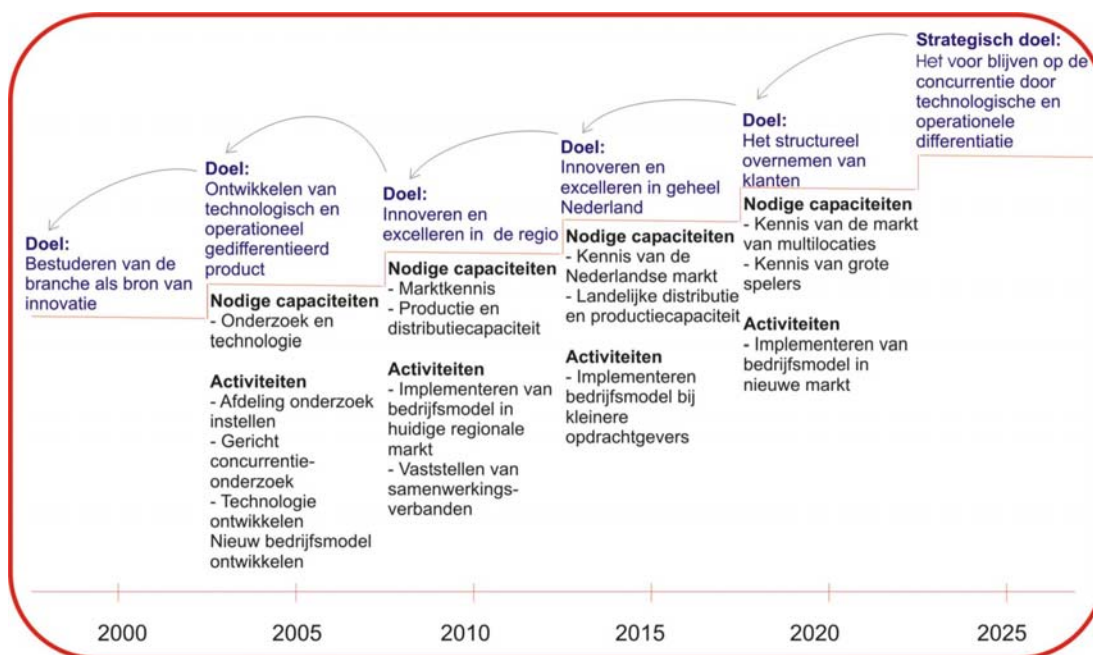 Doel:
Bestuderen van de
branche als bron van
innovatie
Doel:
Ontwikkelen van
technologisch en
operationeel
gedifferentieerd
product
Nodige capaciteiten
- Onderzoek en
technologie
Activiteiten
- Afdeling onderzoek
instellen
- Gericht
concurrentie-
onderzoek
- Technologie
ontwikkelen
Nieuw bedrijfsmodel
ontwikkelen
Doel:
Innoveren en
excelleren in de regio
Nodige capaciteiten
- Marktkennis
- Productie en
distributiecapaciteit
Activiteiten
- Implementeren van
bedrijfsmodel in
huidige regionale
markt
- Vaststellen van
samenwerkings-
verbanden
Doel:
Innoveren en
excelleren in geheel
Nederland
Nodige capaciteiten
- Kennis van de
Nederlandse markt
- Landelijke distributie
en productiecapaciteit
Activiteiten
- Implementeren
bedrijfsmodel bij
kleinere
opdrachtgevers
Doel:
Het structureel
overnemen van
klanten
Nodige capaciteiten
- Kennis van de markt
van multilocaties
- Kennis van grote
spelers
Activiteiten
- Implementeren van
bedrijfsmodel in
nieuwe markt
Strategisch doel:
Het voor blijven op de
concurrentie door
technologische en
operationele
differentiatie
2000 2005 2010 2015 2020 2025